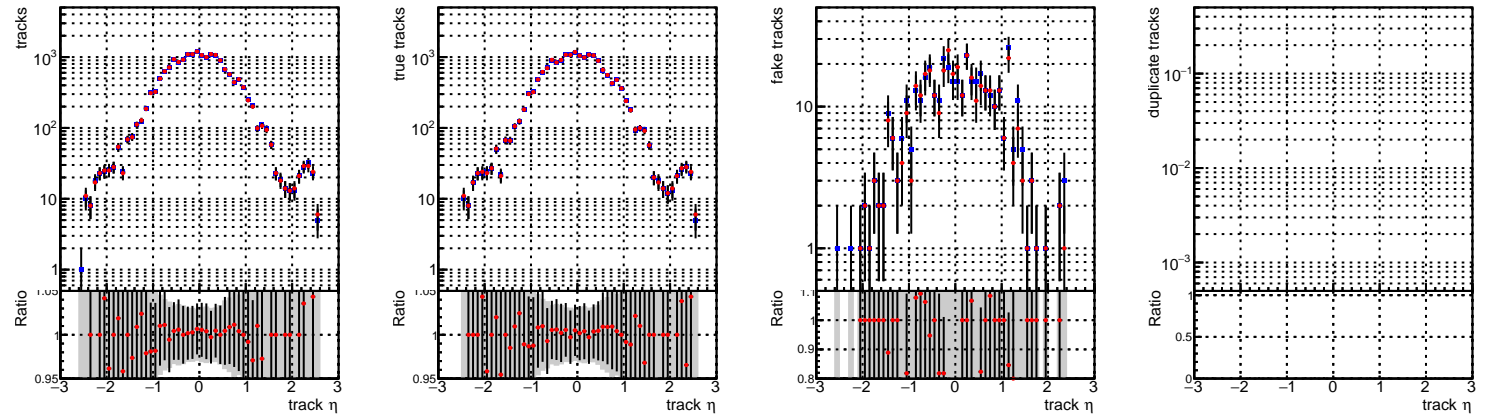 tracks
10³
10²
10
1
Ratio
1.05
1
0.95
−3 −2 −1 0 1 2 3
track η
true tracks
10³
10²
10
1
Ratio
1.05
1
0.95
−3 −2 −1 0 1 2 3
track η
fake tracks
10
1
Ratio
1.1
1
0.9
0.8
−3 −2 −1 0 1 2 3
track η
duplicate tracks
10⁻¹
10⁻²
10⁻³
Ratio
1
0.5
0
−3 −2 −1 0 1 2 3
track η